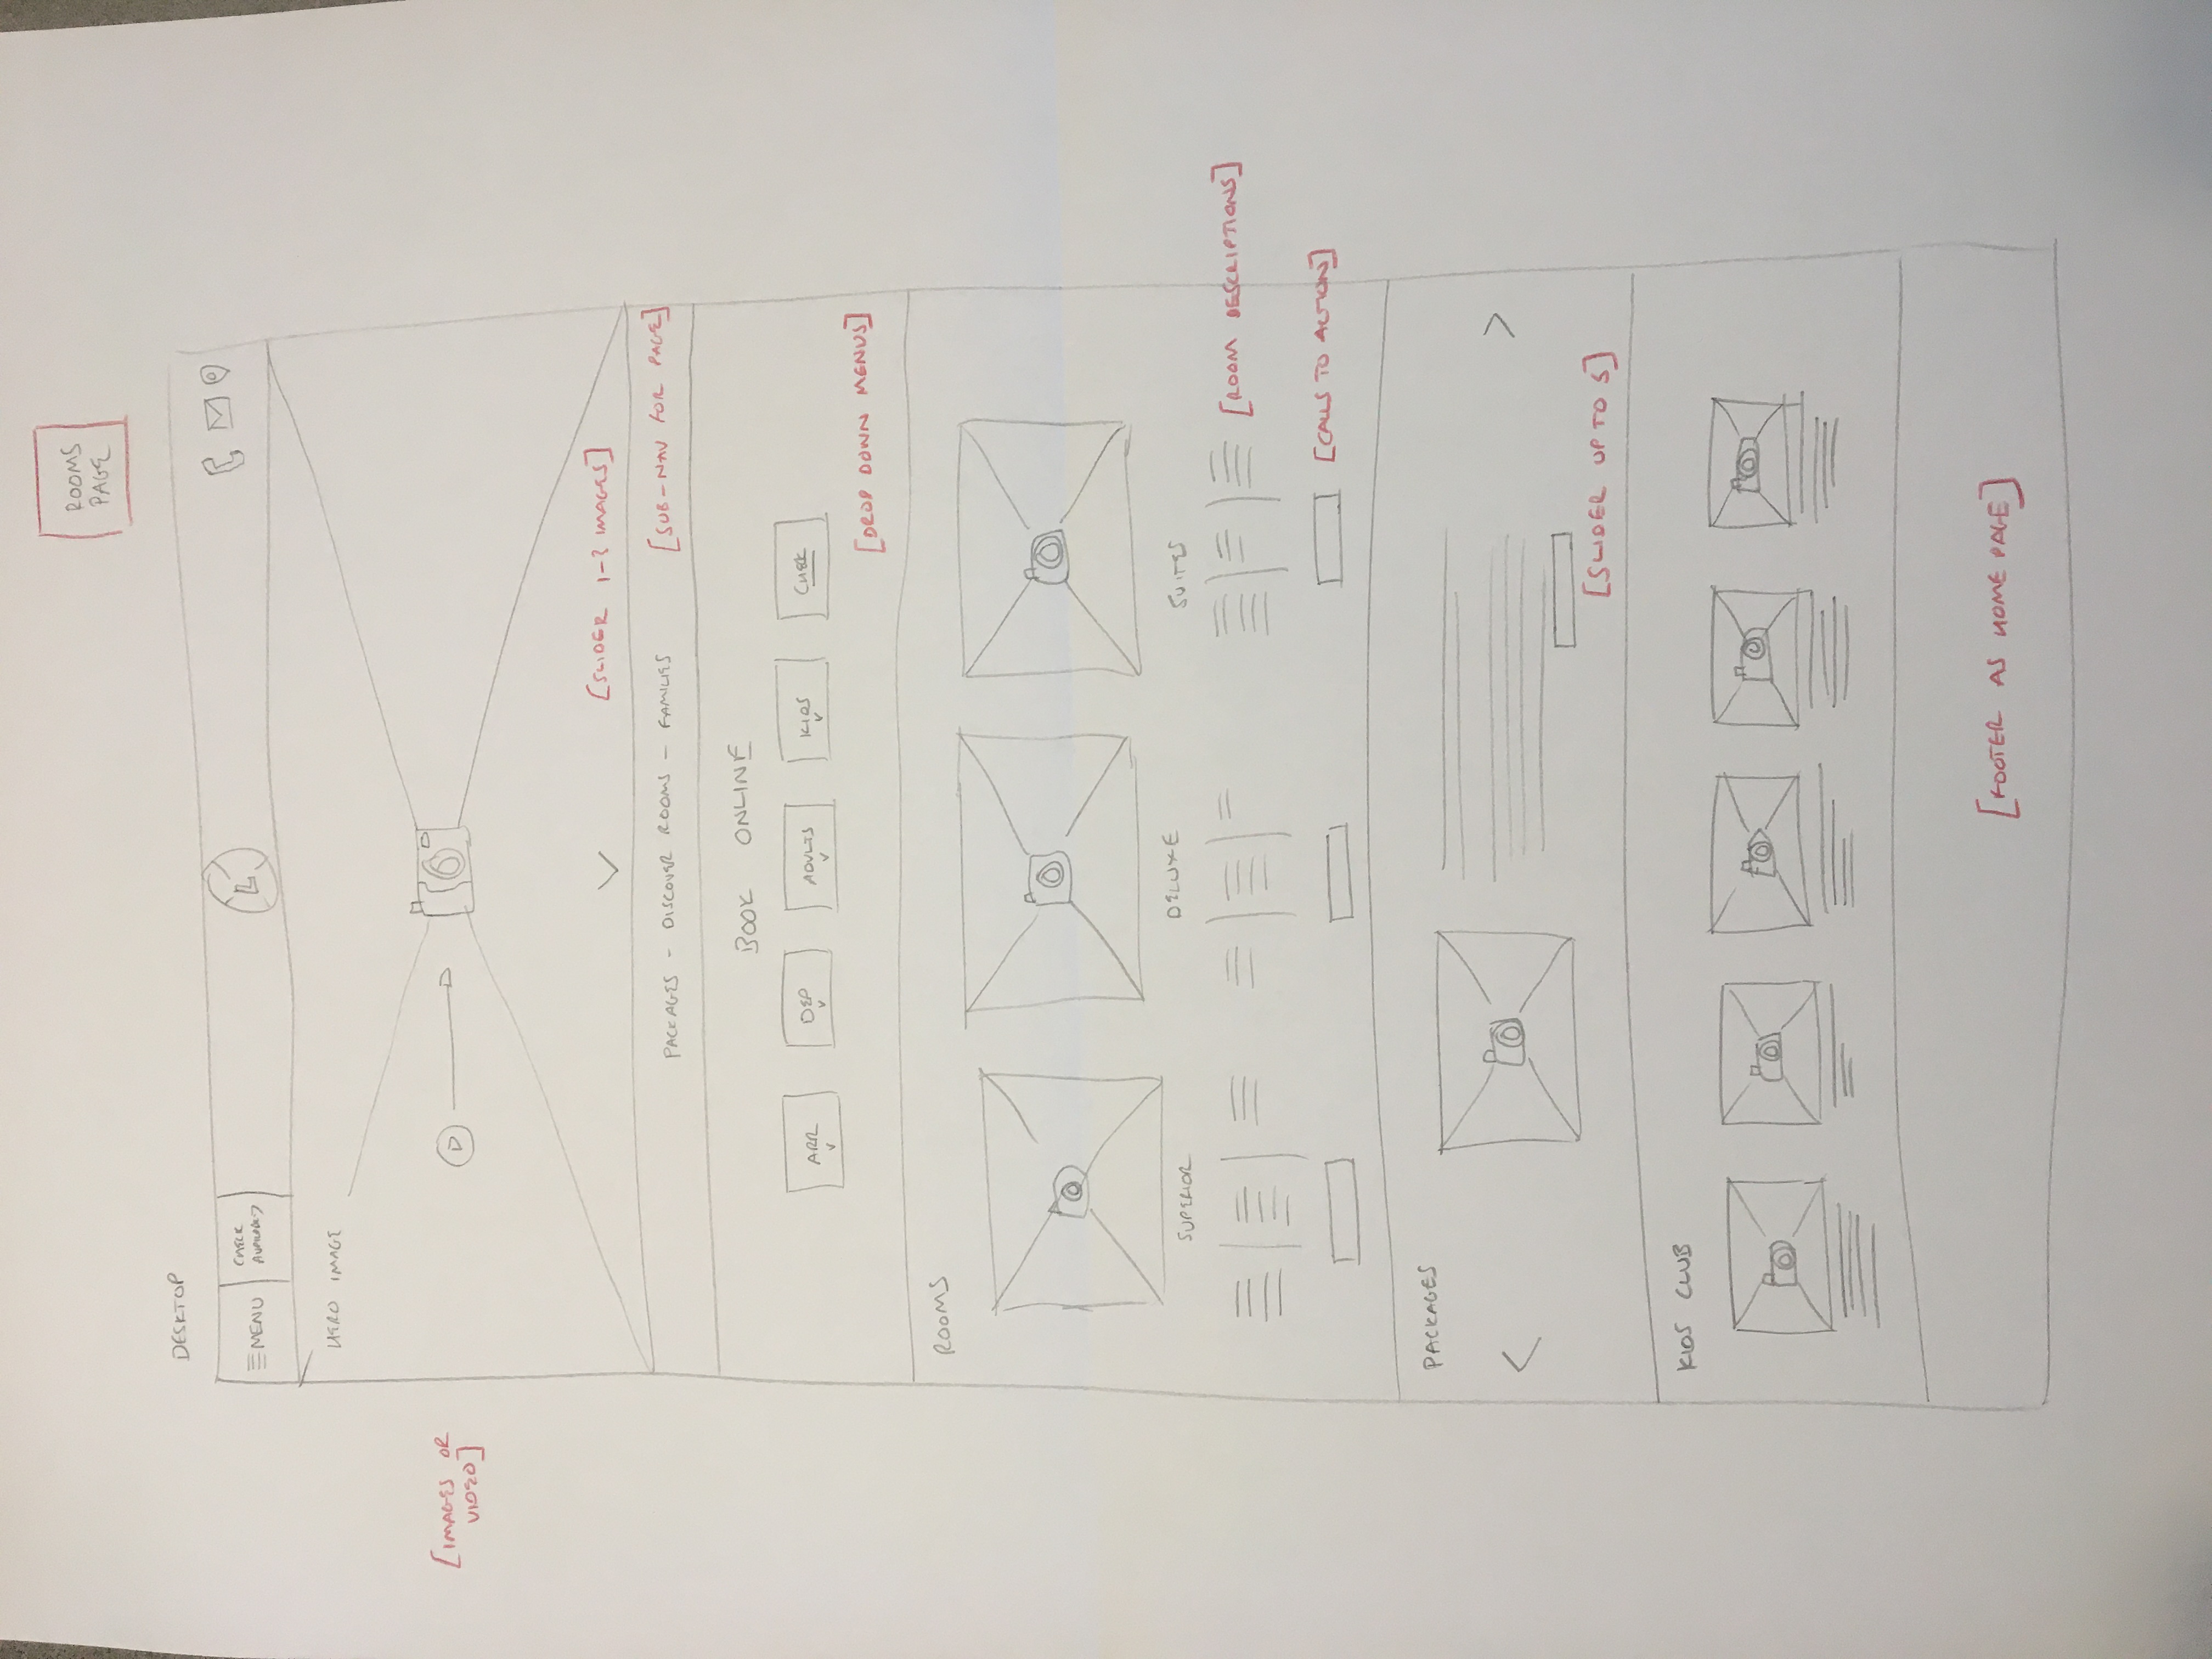 ROOMS
PAGE
DESKTOP
MENU
CHECK
L
HERO IMAGE
[IMAGES OR
VIDEO]
[SLIDER 1-3 IMAGES]
PACKAGES - DISCOVER ROOMS - FAMILIES
[SUB-NAV FOR PAGE]
BOOK ONLINE
ARR
DEP
ADULTS
KIDS
[DROP DOWN MENUS]
ROOMS
SUPERIOR
DELUXE
SUITES
[ROOM DESCRIPTIONS]
[CALLS TO ACTION]
PACKAGES
[SLIDER UP TO 5]
KIDS CLUB
[FOOTER AS HOME PAGE]